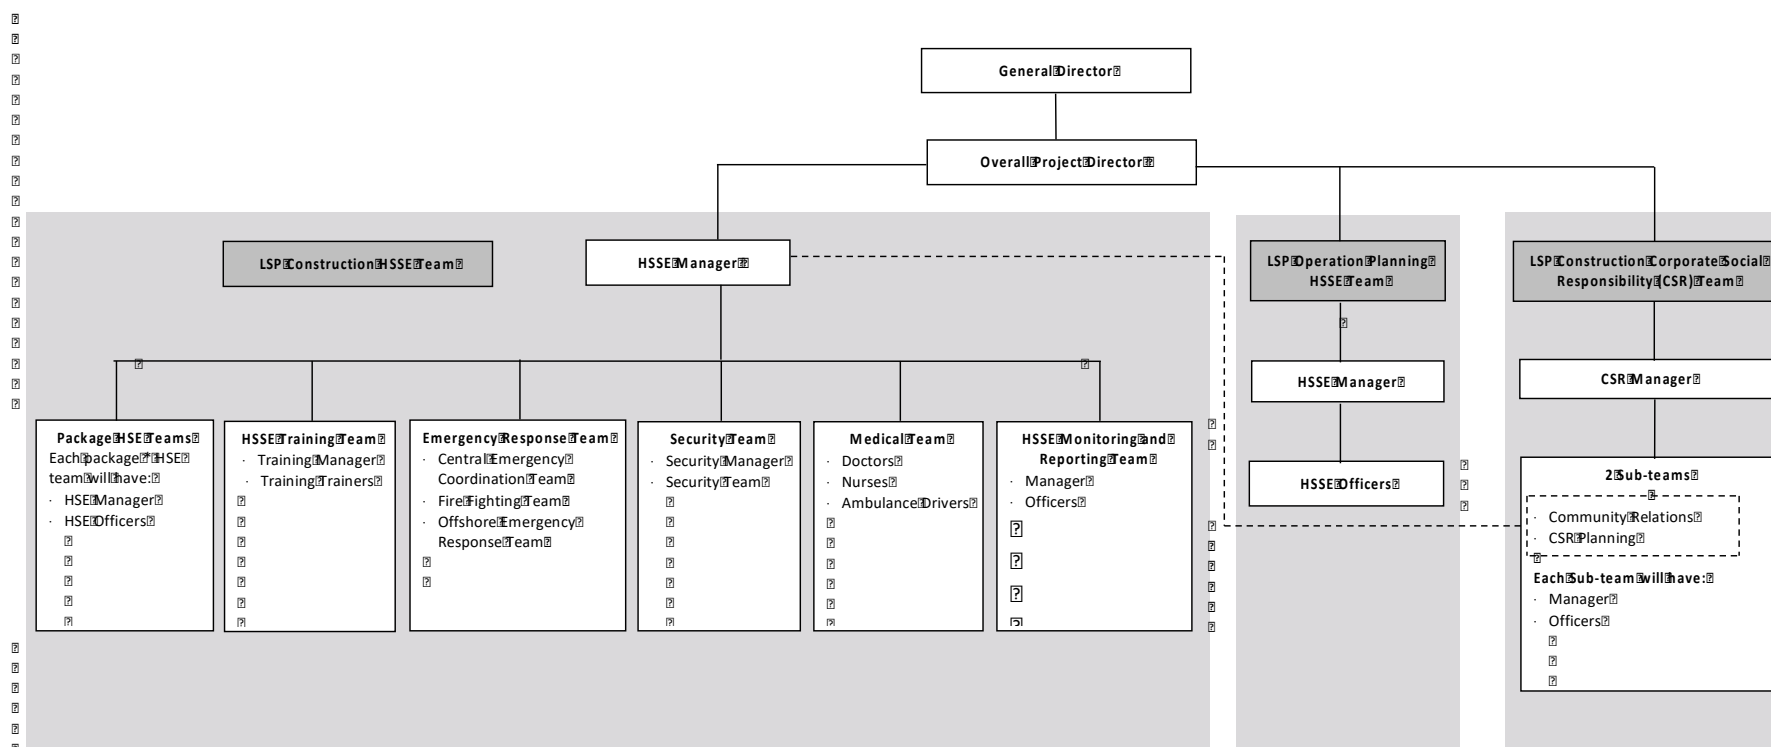 General Director
Overall Project Director
LSP Construction HSSE Team
HSSE Manager
LSP Operation Planning
HSSE Team
LSP Construction Corporate Social
Responsibility (CSR) Team
HSSE Manager
CSR Manager
Package HSE Teams
Each package * HSE
team will have:
· HSE Manager
· HSE Officers
HSSE Training Team
· Training Manager
· Training Trainers
Emergency Response Team
· Central Emergency
Coordination Team
· Fire Fighting Team
· Offshore Emergency
Response Team
Security Team
· Security Manager
· Security Team
Medical Team
· Doctors
· Nurses
· Ambulance Drivers
HSSE Monitoring and
Reporting Team
· Manager
· Officers
HSSE Officers
2 Sub-teams
· Community Relations
· CSR Planning
Each Sub-team will have:
· Manager
· Officers